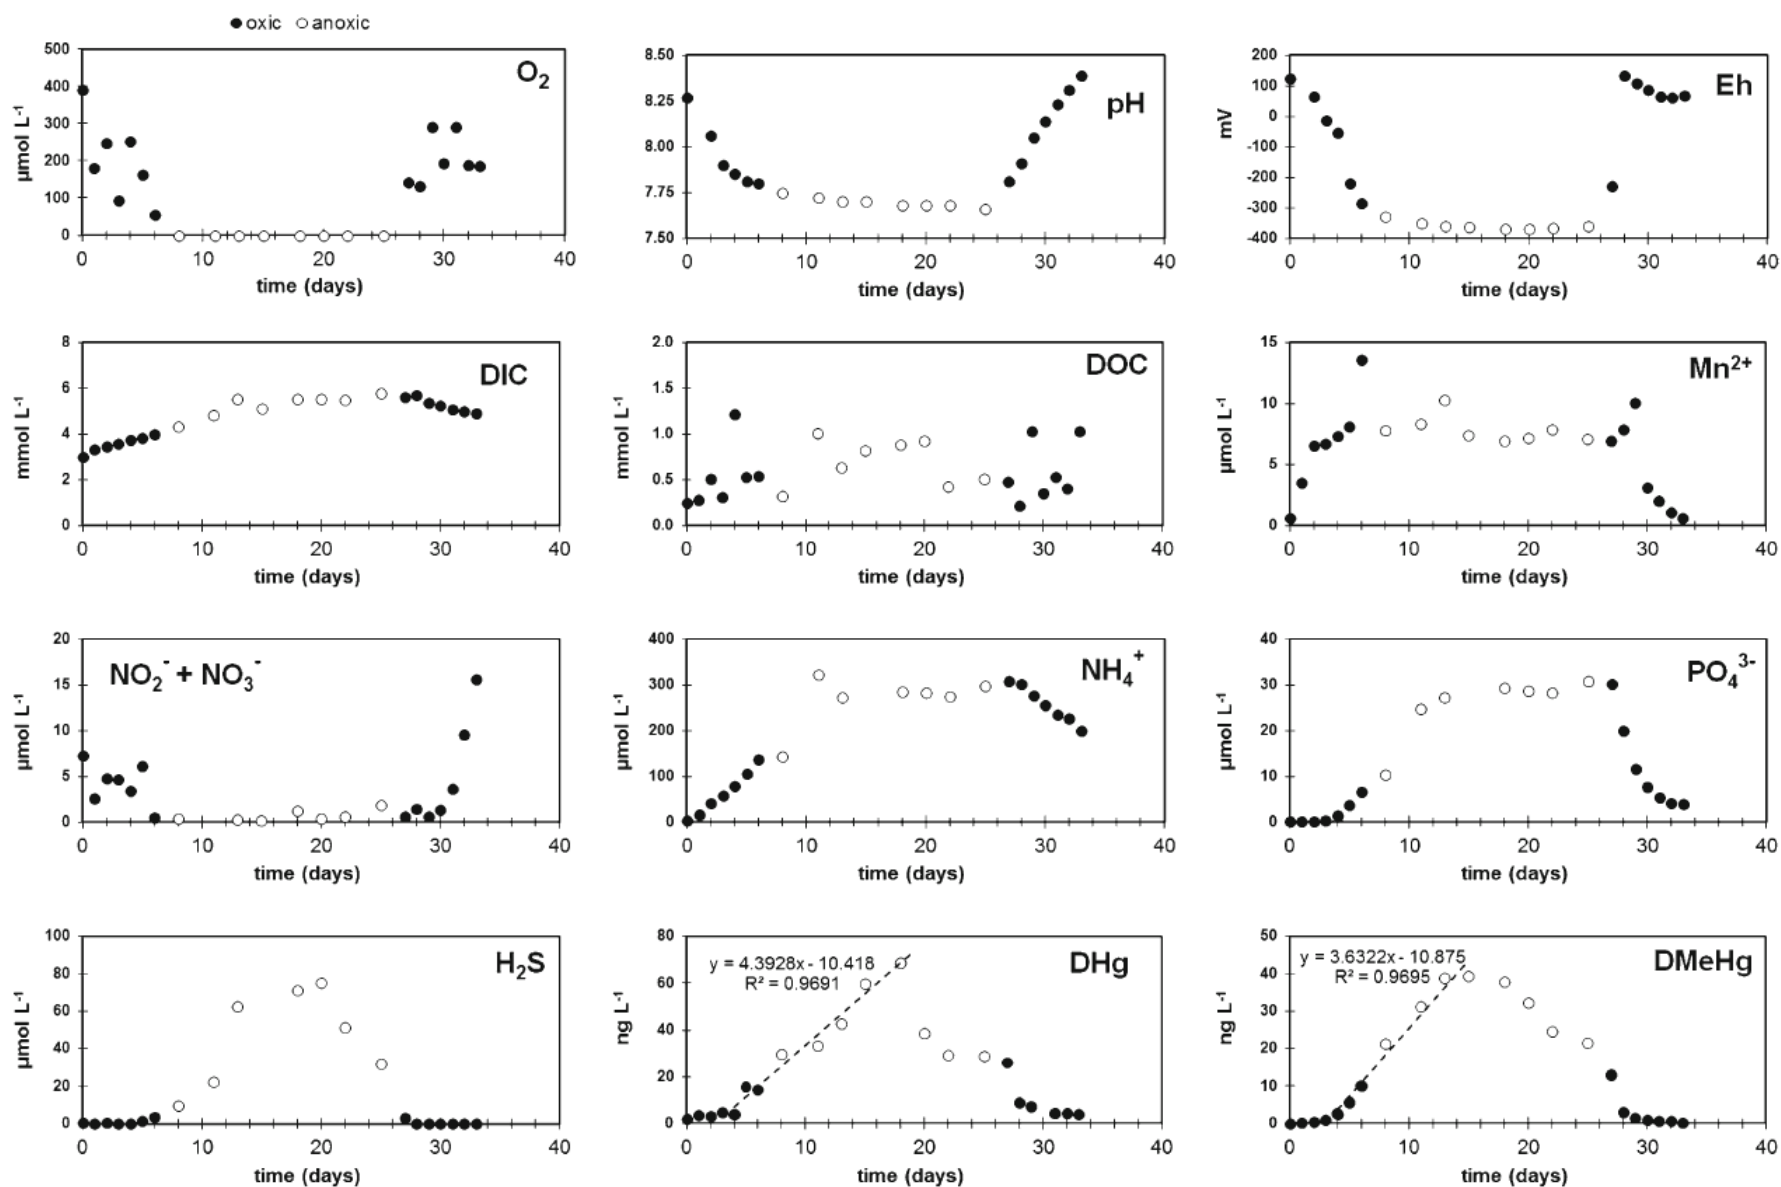 ●oxic ○anoxic
O₂
500
400
300
200
100
0
µmol L⁻¹
0 10 20 30 40
time (days)
pH
8.50
8.25
8.00
7.75
7.50
0 10 20 30 40
time (days)
Eh
200
100
0
-100
-200
-300
-400
mV
0 10 20 30 40
time (days)
DIC
8
6
4
2
0
mmol L⁻¹
0 10 20 30 40
time (days)
DOC
2.0
1.5
1.0
0.5
0.0
mmol L⁻¹
0 10 20 30 40
time (days)
Mn²⁺
15
10
5
0
µmol L⁻¹
0 10 20 30 40
time (days)
NO₂⁻ + NO₃⁻
20
15
10
5
0
µmol L⁻¹
0 10 20 30 40
time (days)
NH₄⁺
400
300
200
100
0
µmol L⁻¹
0 10 20 30 40
time (days)
PO₄³⁻
40
30
20
10
0
µmol L⁻¹
0 10 20 30 40
time (days)
H₂S
100
80
60
40
20
0
µmol L⁻¹
0 10 20 30 40
time (days)
DHg
y = 4.3928x - 10.418
R² = 0.9691
80
60
40
20
0
ng L⁻¹
0 10 20 30 40
time (days)
DMeHg
y = 3.6322x - 10.875
R² = 0.9695
50
40
30
20
10
0
ng L⁻¹
0 10 20 30 40
time (days)